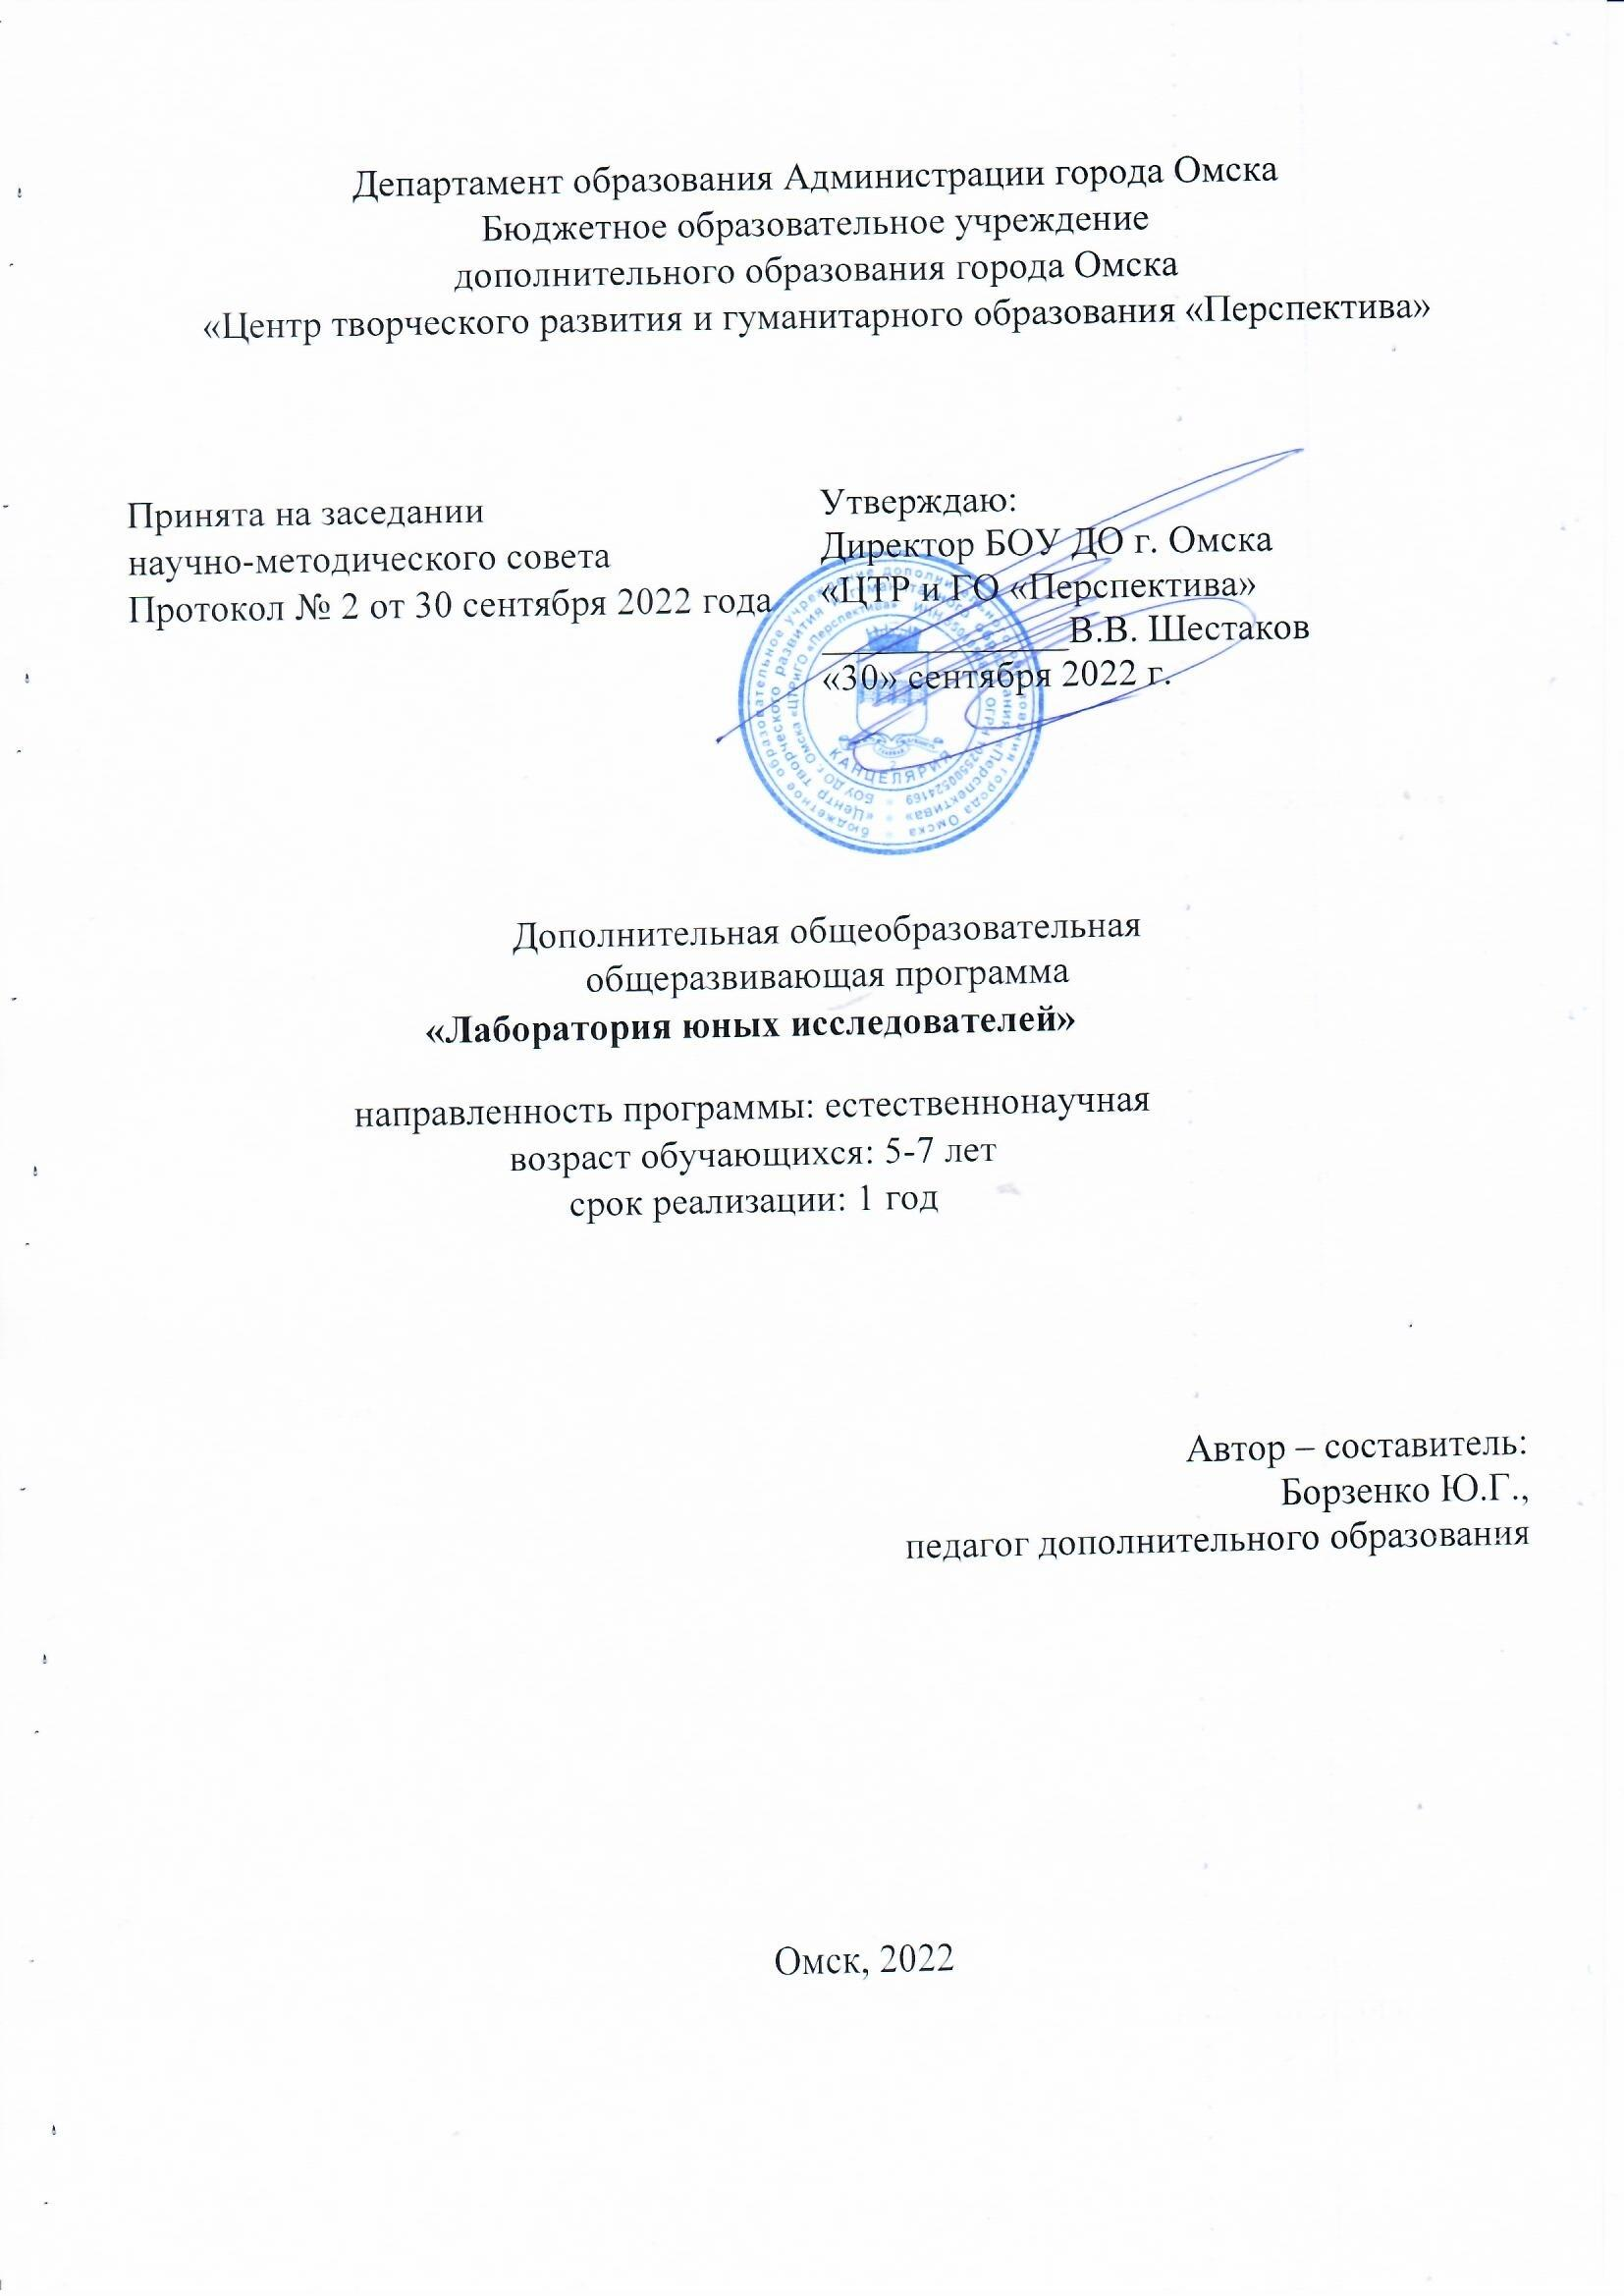 Департамент образования Администрации города Омска
Бюджетное образовательное учреждение
дополнительного образования города Омска
«Центр творческого развития и гуманитарного образования «Перспектива»
Принята на заседании
научно-методического совета
Протокол № 2 от 30 сентября 2022 года
Утверждаю:
Директор БОУ ДО г. Омска
«ЦТР и ГО «Перспектива»
_____________В.В. Шестаков
«30» сентября 2022 г.
КАНЦЕЛЯРИЯ
Дополнительная общеобразовательная
общеразвивающая программа
«Лаборатория юных исследователей»
направленность программы: естественнонаучная
возраст обучающихся: 5-7 лет
срок реализации: 1 год
Автор – составитель:
Борзенко Ю.Г.,
педагог дополнительного образования
Омск, 2022